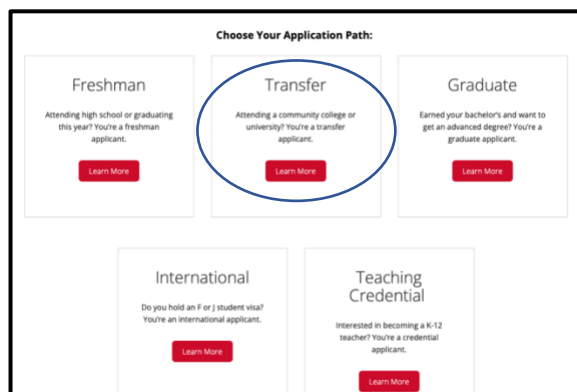 Choose Your Application Path:
Freshman
Attending high school or graduating
this year? You're a freshman
applicant.
Learn More
Transfer
Attending a community college or
university? You're a transfer
applicant.
Learn More
Graduate
Earned your bachelor's and want to
get an advanced degree? You're a
graduate applicant.
Learn More
International
Do you hold an F or J student visa?
You're an international applicant.
Learn More
Teaching
Credential
Interested in becoming a K-12
teacher? You're a credential
applicant.
Learn More